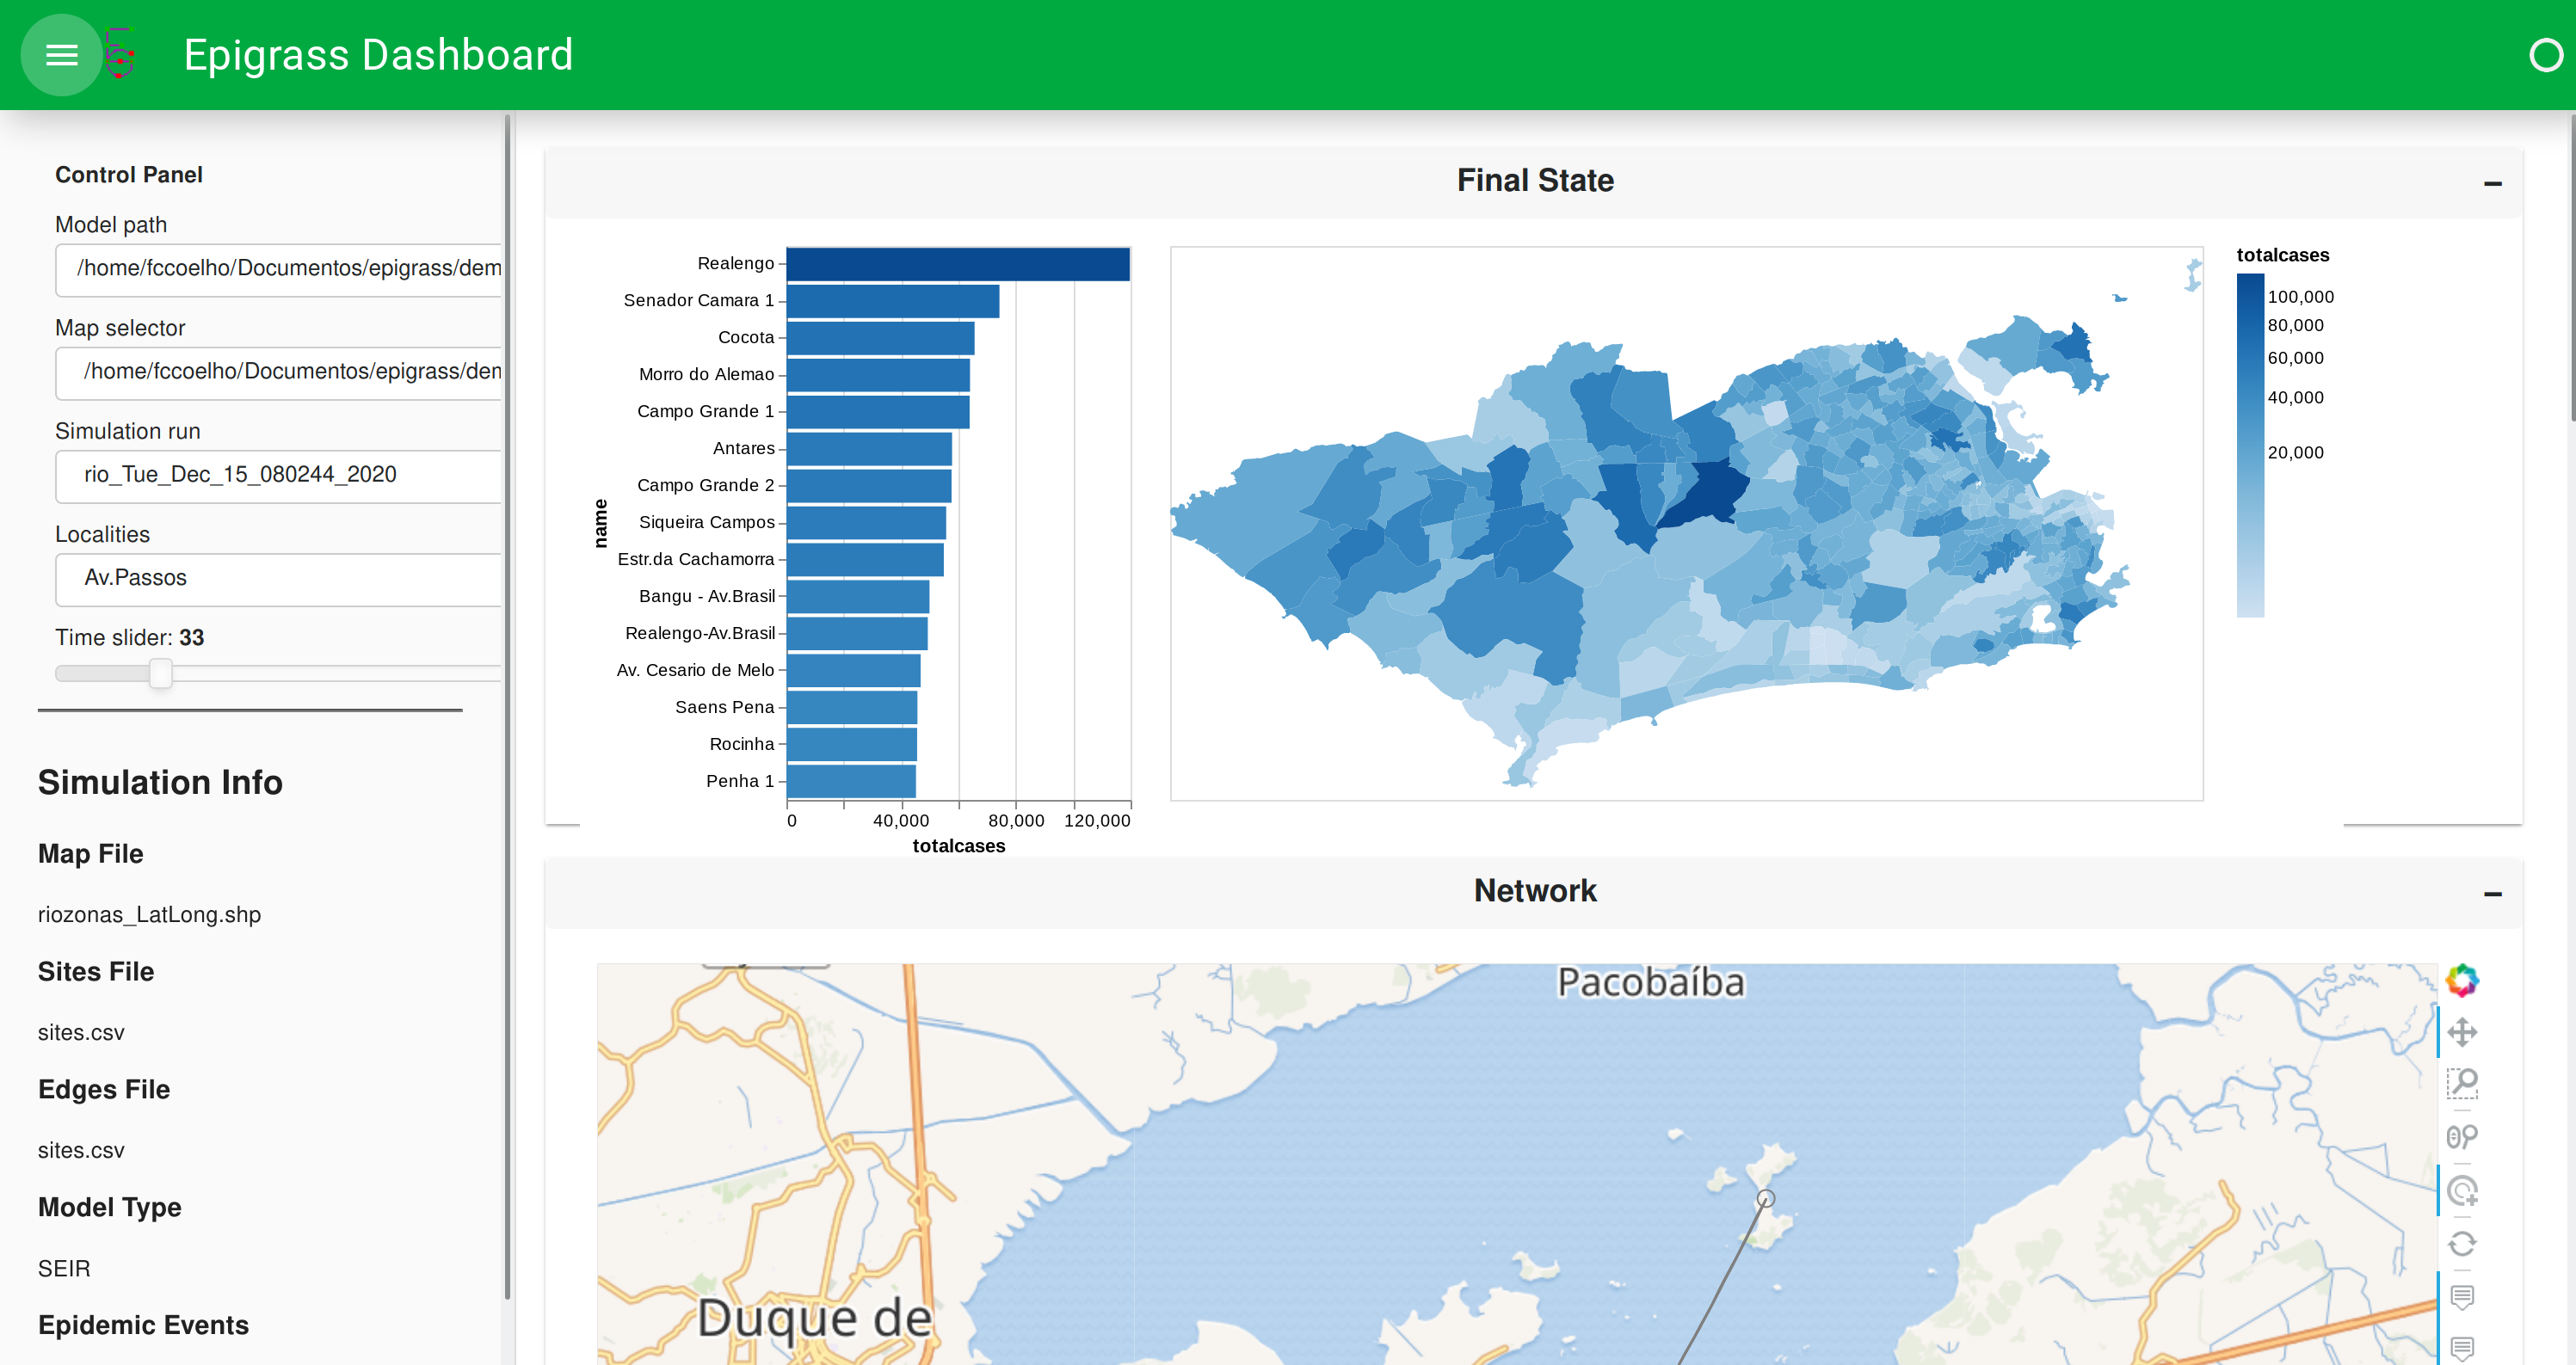 Epigrass Dashboard
Control Panel
Model path
/home/fccoelho/Documentos/epigrass/dem
Map selector
/home/fccoelho/Documentos/epigrass/den
Simulation run
rio_Tue_Dec_15_080244_2020
Localities
Av.Passos
Time slider: 33
Simulation Info
Map File
riozonas_LatLong.shp
Sites File
sites.csv
Edges File
sites.csv
Model Type
SEIR
Epidemic Events
Final State
–
name
Realengo
Senador Camara 1
Cocota
Morro do Alemao
Campo Grande 1
Antares
Campo Grande 2
Siqueira Campos
Estr.da Cachamorra
Bangu - Av.Brasil
Realengo-Av.Brasil
Av. Cesario de Melo
Saens Pena
Rocinha
Penha 1
0 40,000 80,000 120,000
totalcases
totalcases
100,000
80,000
60,000
40,000
20,000
Network
–
Pacobaíba
Duque de